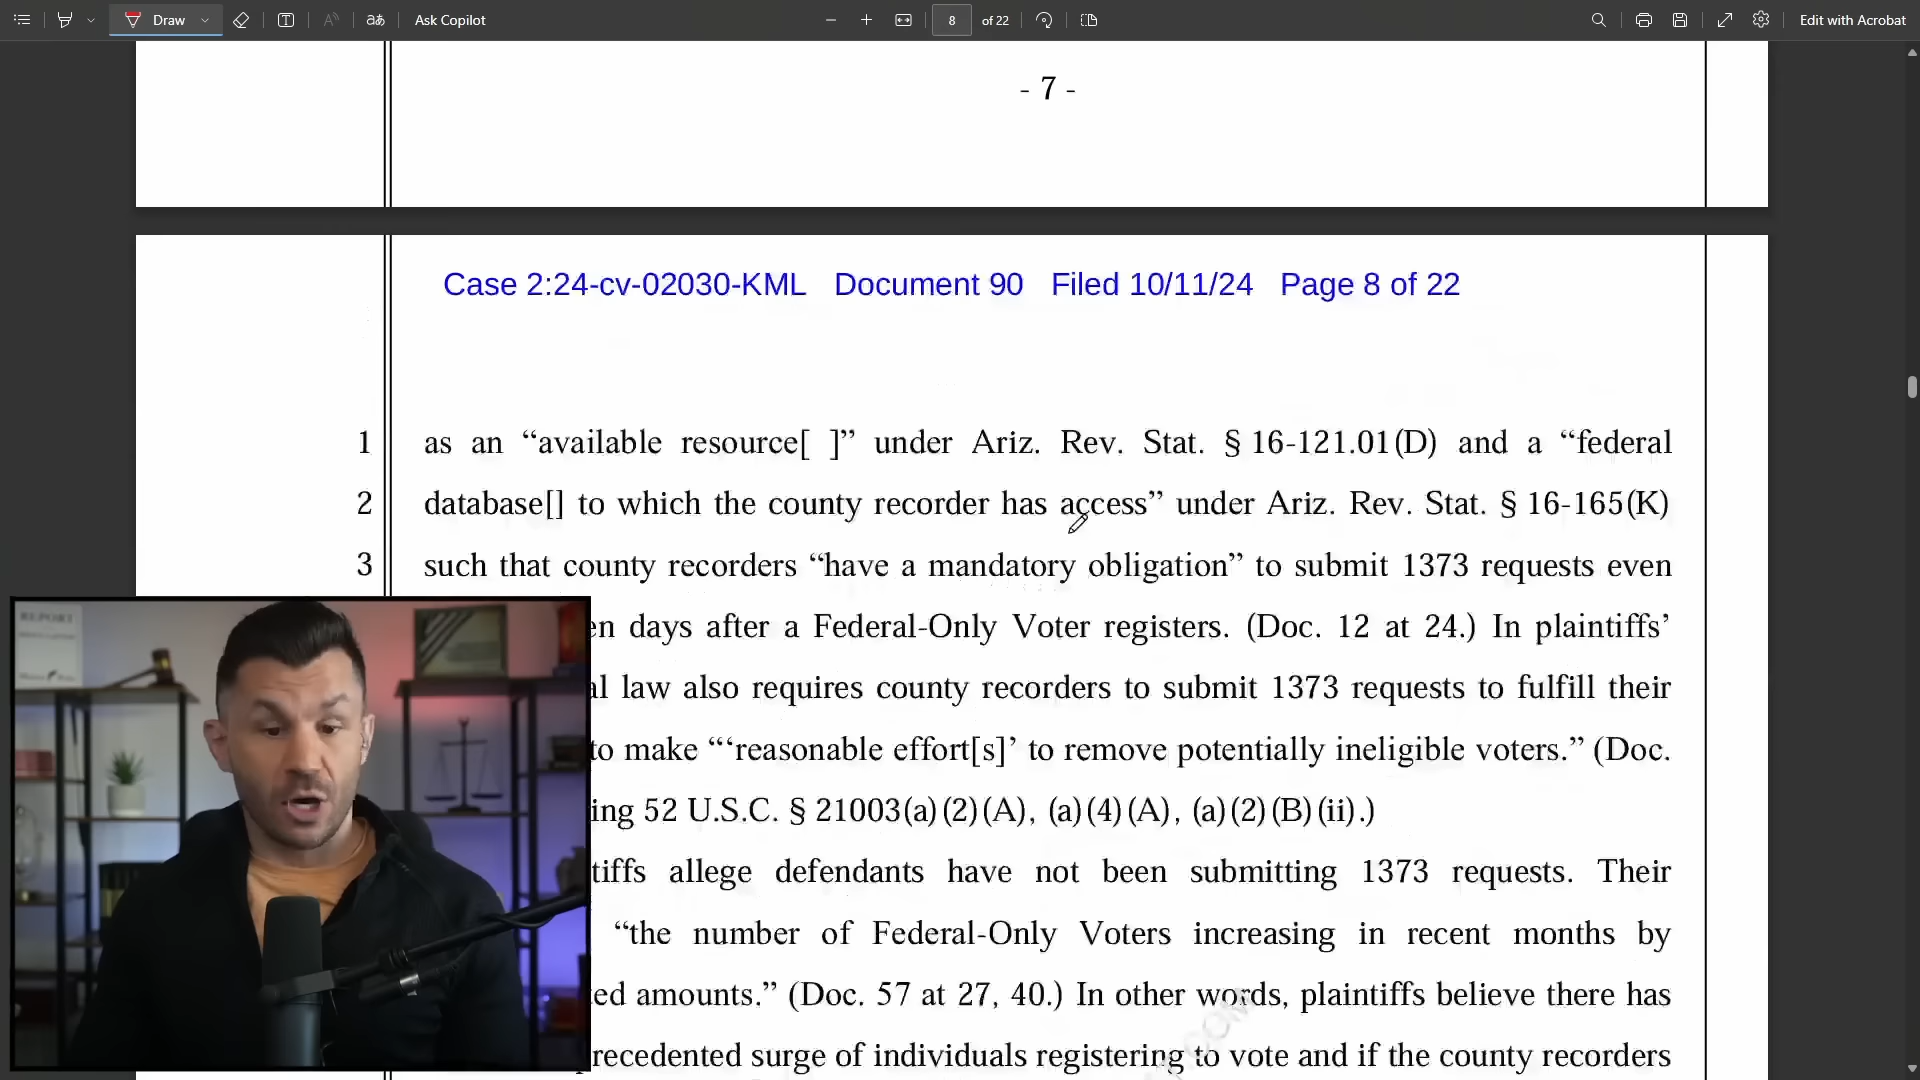 Draw
aあ
Ask Copilot
8
of 22
Edit with Acrobat
- 7 -
Case 2:24-cv-02030-KML Document 90 Filed 10/11/24 Page 8 of 22
1 as an “available resource[ ]” under Ariz. Rev. Stat. § 16-121.01(D) and a “federal
2 database[] to which the county recorder has access” under Ariz. Rev. Stat. § 16-165(K)
3 such that county recorders “have a mandatory obligation” to submit 1373 requests even
en days after a Federal-Only Voter registers. (Doc. 12 at 24.) In plaintiffs’
al law also requires county recorders to submit 1373 requests to fulfill their
to make “‘reasonable effort[s]’ to remove potentially ineligible voters.” (Doc.
ing 52 U.S.C. § 21003(a)(2)(A), (a)(4)(A), (a)(2)(B)(ii).)
tiffs allege defendants have not been submitting 1373 requests. Their
“the number of Federal-Only Voters increasing in recent months by
ed amounts.” (Doc. 57 at 27, 40.) In other words, plaintiffs believe there has
recedented surge of individuals registering to vote and if the county recorders
REPORT